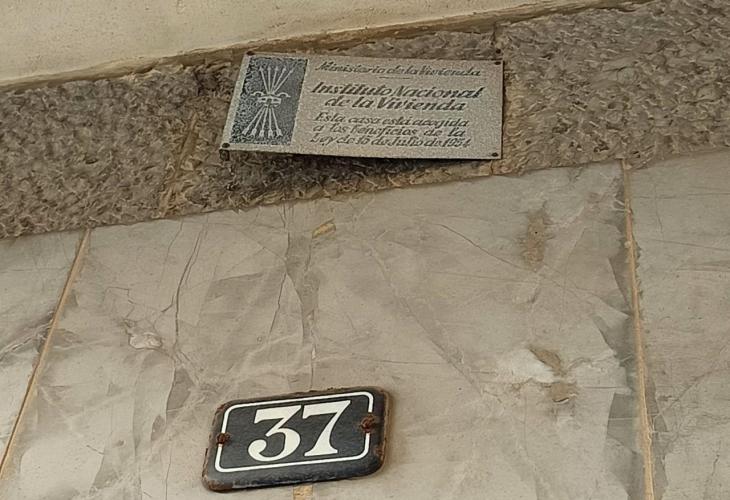 Ministerio de la Vivienda
Instituto Nacional
de la Vivienda
Esta casa está acogida
a los beneficios de la
Ley de 15 de Julio de 1954
37